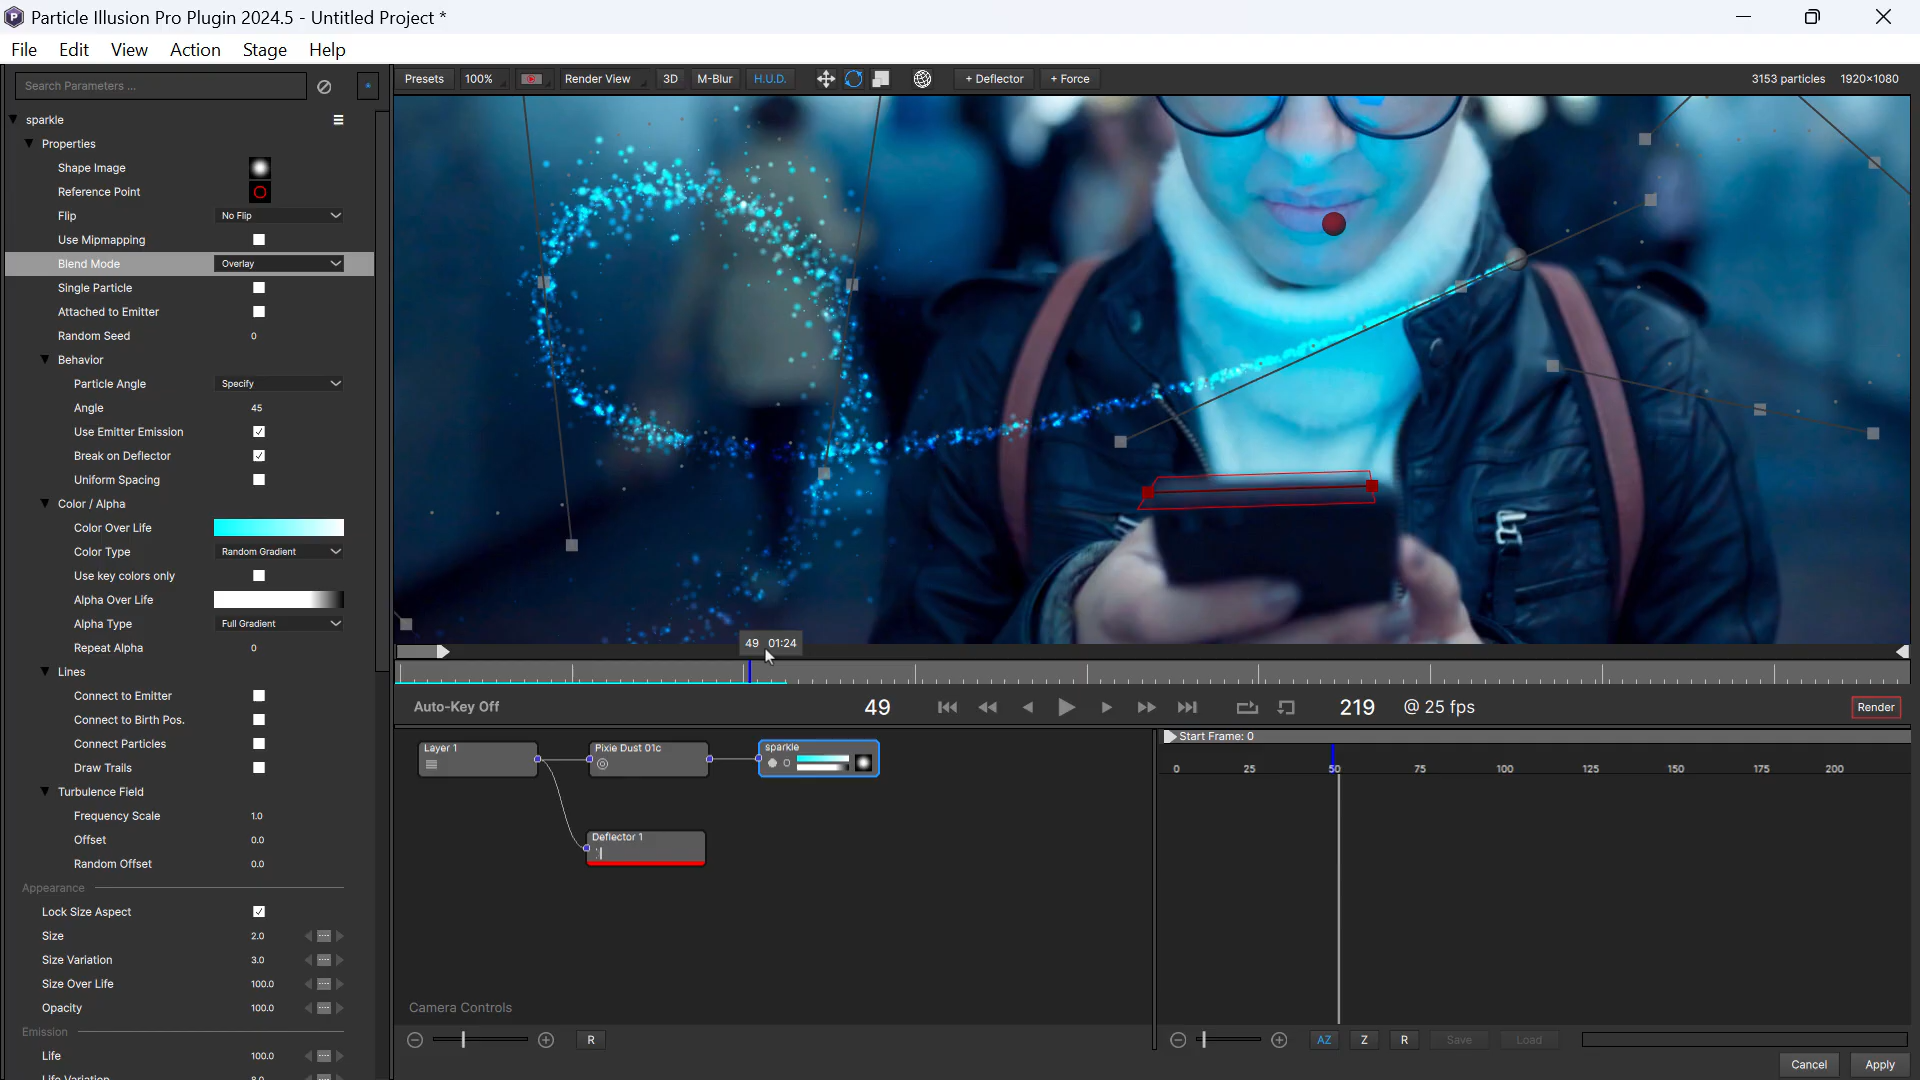 Particle Illusion Pro Plugin 2024.5 - Untitled Project *
File Edit View Action Stage Help
Search Parameters ...
Presets 100% Render View 3D M-Blur H.U.D. + Deflector + Force 3153 particles 1920×1080
sparkle
Properties
Shape Image
Reference Point
Flip No Flip
Use Mipmapping
Blend Mode Overlay
Single Particle
Attached to Emitter
Random Seed 0
Behavior
Particle Angle Specify
Angle 45
Use Emitter Emission
Break on Deflector
Uniform Spacing
Color / Alpha
Color Over Life
Color Type Random Gradient
Use key colors only
Alpha Over Life
Alpha Type Full Gradient
Repeat Alpha 0
Lines
Connect to Emitter
Connect to Birth Pos.
Connect Particles
Draw Trails
Turbulence Field
Frequency Scale 1.0
Offset 0.0
Random Offset 0.0
Appearance
Lock Size Aspect
Size 2.0
Size Variation 3.0
Size Over Life 100.0
Opacity 100.0
Emission
Life 100.0
Life Variation 8.0
49 01:24
Auto-Key Off 49 219 @ 25 fps Render
Layer 1 Pixie Dust 01c sparkle
Deflector 1
Camera Controls
R
Start Frame: 0
0 25 50 75 100 125 150 175 200
AZ Z R Save Load
Cancel Apply